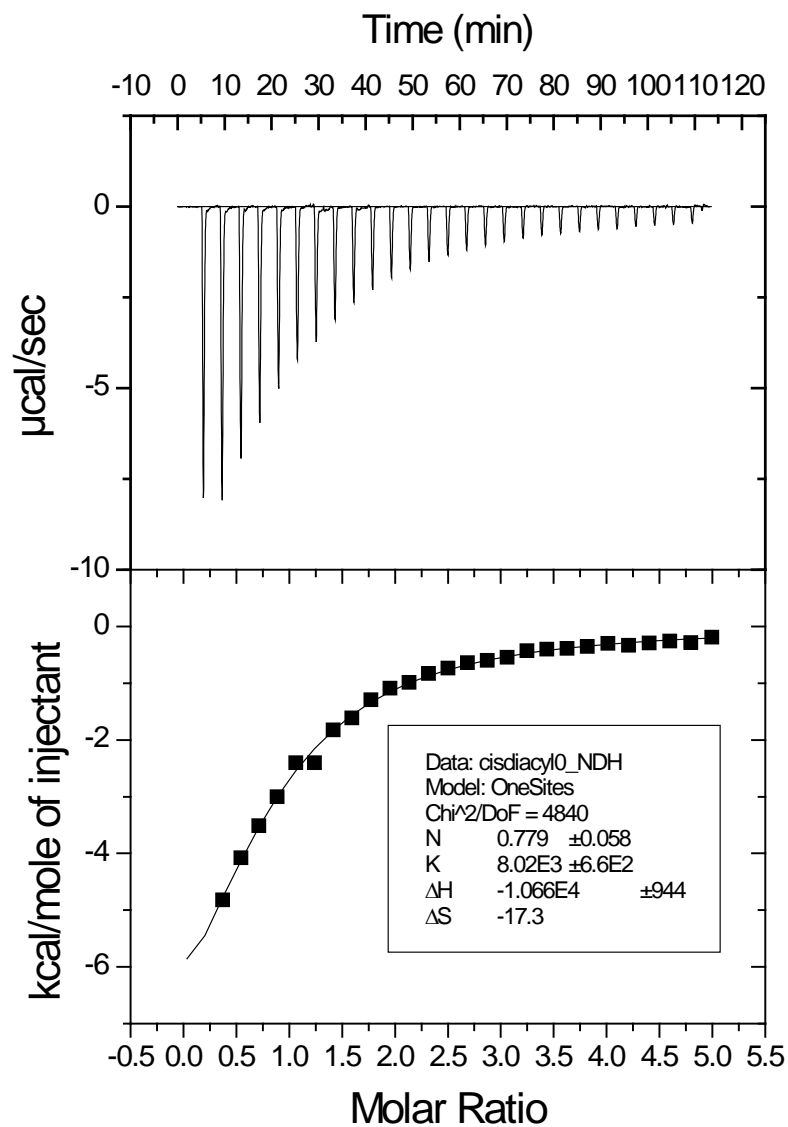 Time (min)
-10 0 10 20 30 40 50 60 70 80 90 100 110 120
0
-5
-10
µcal/sec
0
-2
-4
-6
kcal/mole of injectant
Data: cisdiacyl0_NDH
Model: OneSites
Chi^2/DoF = 4840
N 0.779 ±0.058
K 8.02E3 ±6.6E2
ΔH -1.066E4 ±944
ΔS -17.3
-0.5 0.0 0.5 1.0 1.5 2.0 2.5 3.0 3.5 4.0 4.5 5.0 5.5
Molar Ratio